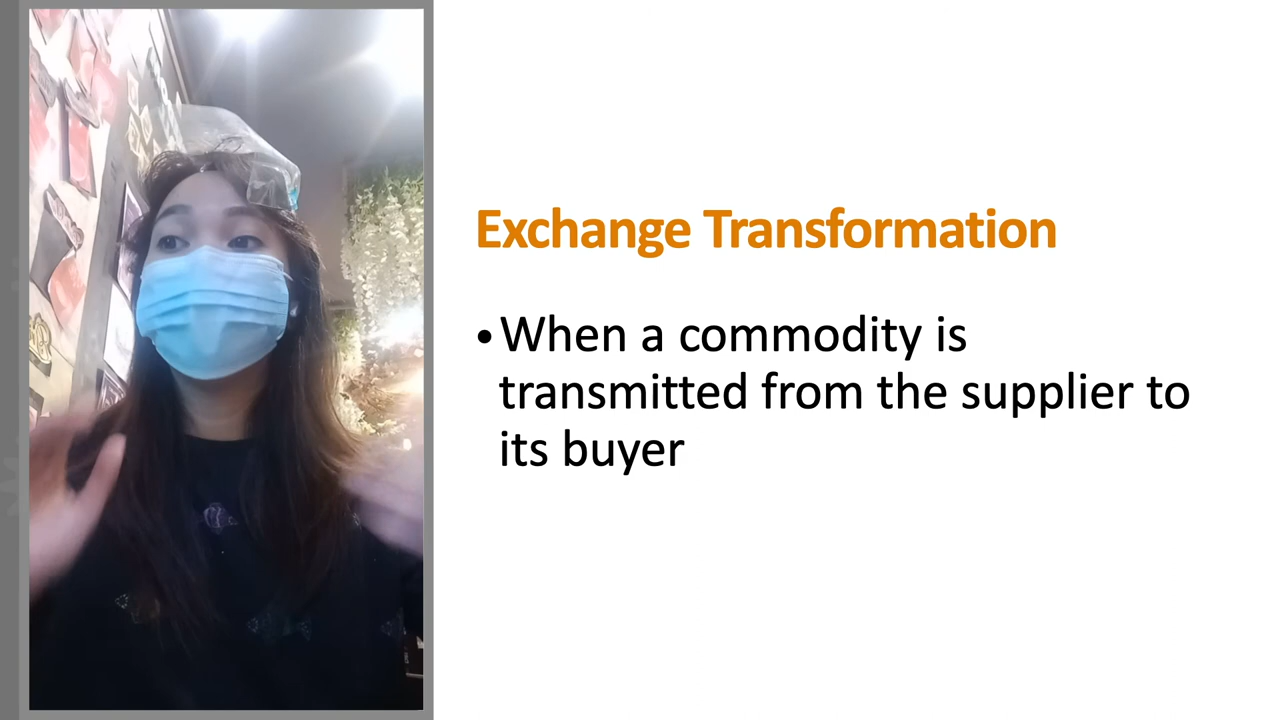 Exchange Transformation
•When a commodity is
transmitted from the supplier to
its buyer